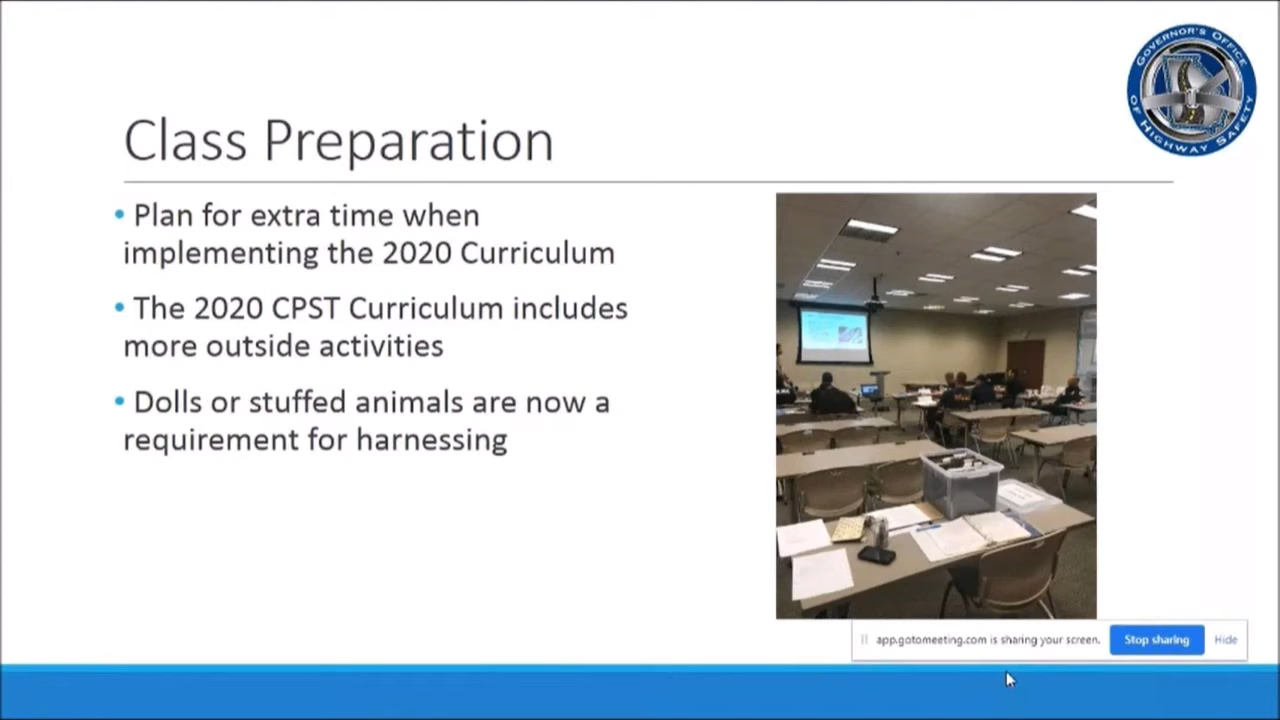 GOVERNOR'S OFFICE
OF HIGHWAY SAFETY
Class Preparation
• Plan for extra time when
implementing the 2020 Curriculum
• The 2020 CPST Curriculum includes
more outside activities
• Dolls or stuffed animals are now a
requirement for harnessing
app.gotomeeting.com is sharing your screen.
Stop sharing
Hide